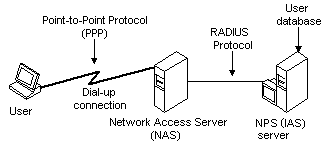 Point-to-Point Protocol
(PPP)
User
database
RADIUS
Protocol
Dial-up
connection
User
Network Access Server
(NAS)
NPS (IAS)
server